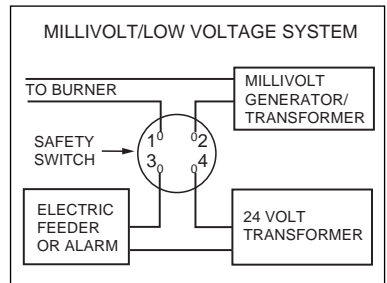 MILLIVOLT/LOW VOLTAGE SYSTEM
TO BURNER
MILLIVOLT
GENERATOR/
TRANSFORMER
SAFETY
SWITCH
1 2
3 4
ELECTRIC
FEEDER
OR ALARM
24 VOLT
TRANSFORMER